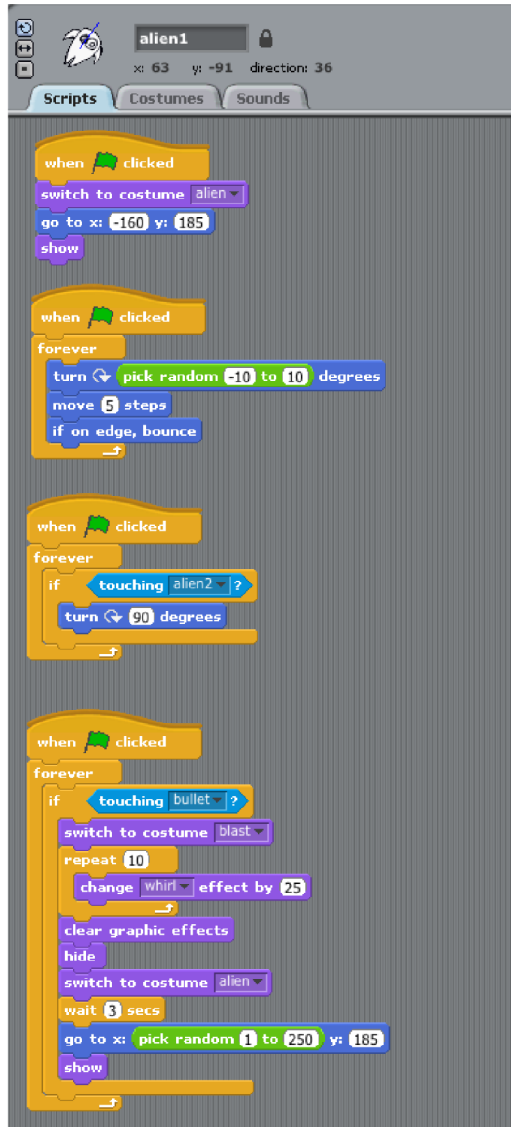 alien1
x: 63 y: -91 direction: 36
Scripts Costumes Sounds
when clicked
switch to costume alien
go to x: -160 y: 185
show
when clicked
forever
turn pick random -10 to 10 degrees
move 5 steps
if on edge, bounce
when clicked
forever
if touching alien2 ?
turn 90 degrees
when clicked
forever
if touching bullet ?
switch to costume blast
repeat 10
change whirl effect by 25
clear graphic effects
hide
switch to costume alien
wait 3 secs
go to x: pick random 1 to 250 y: 185
show